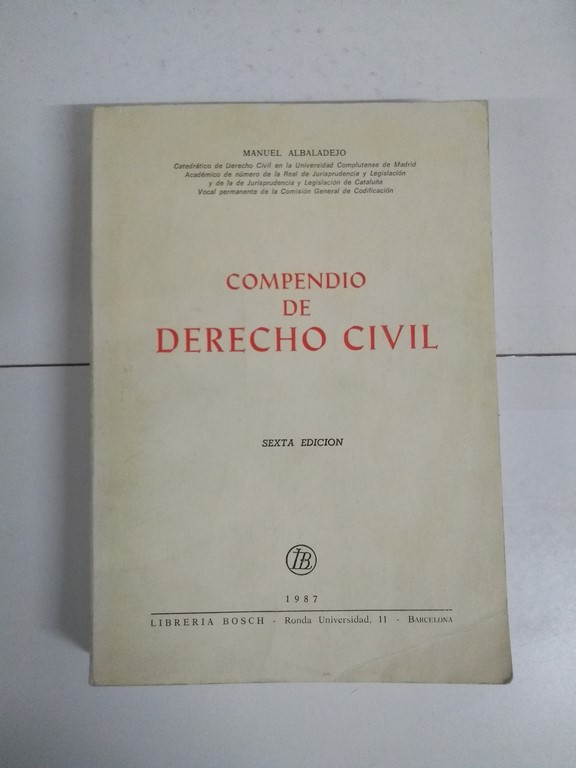 MANUEL ALBALADEJO
Catedrático de Derecho Civil en la Universidad Complutense de Madrid
Académico de número de la Real de Jurisprudencia y Legislación
y de la de Jurisprudencia y Legislación de Cataluña
Vocal permanente de la Comisión General de Codificación
COMPENDIO
DE
DERECHO CIVIL
SEXTA EDICION
LB
1987
LIBRERIA BOSCH - Ronda Universidad, 11 - BARCELONA